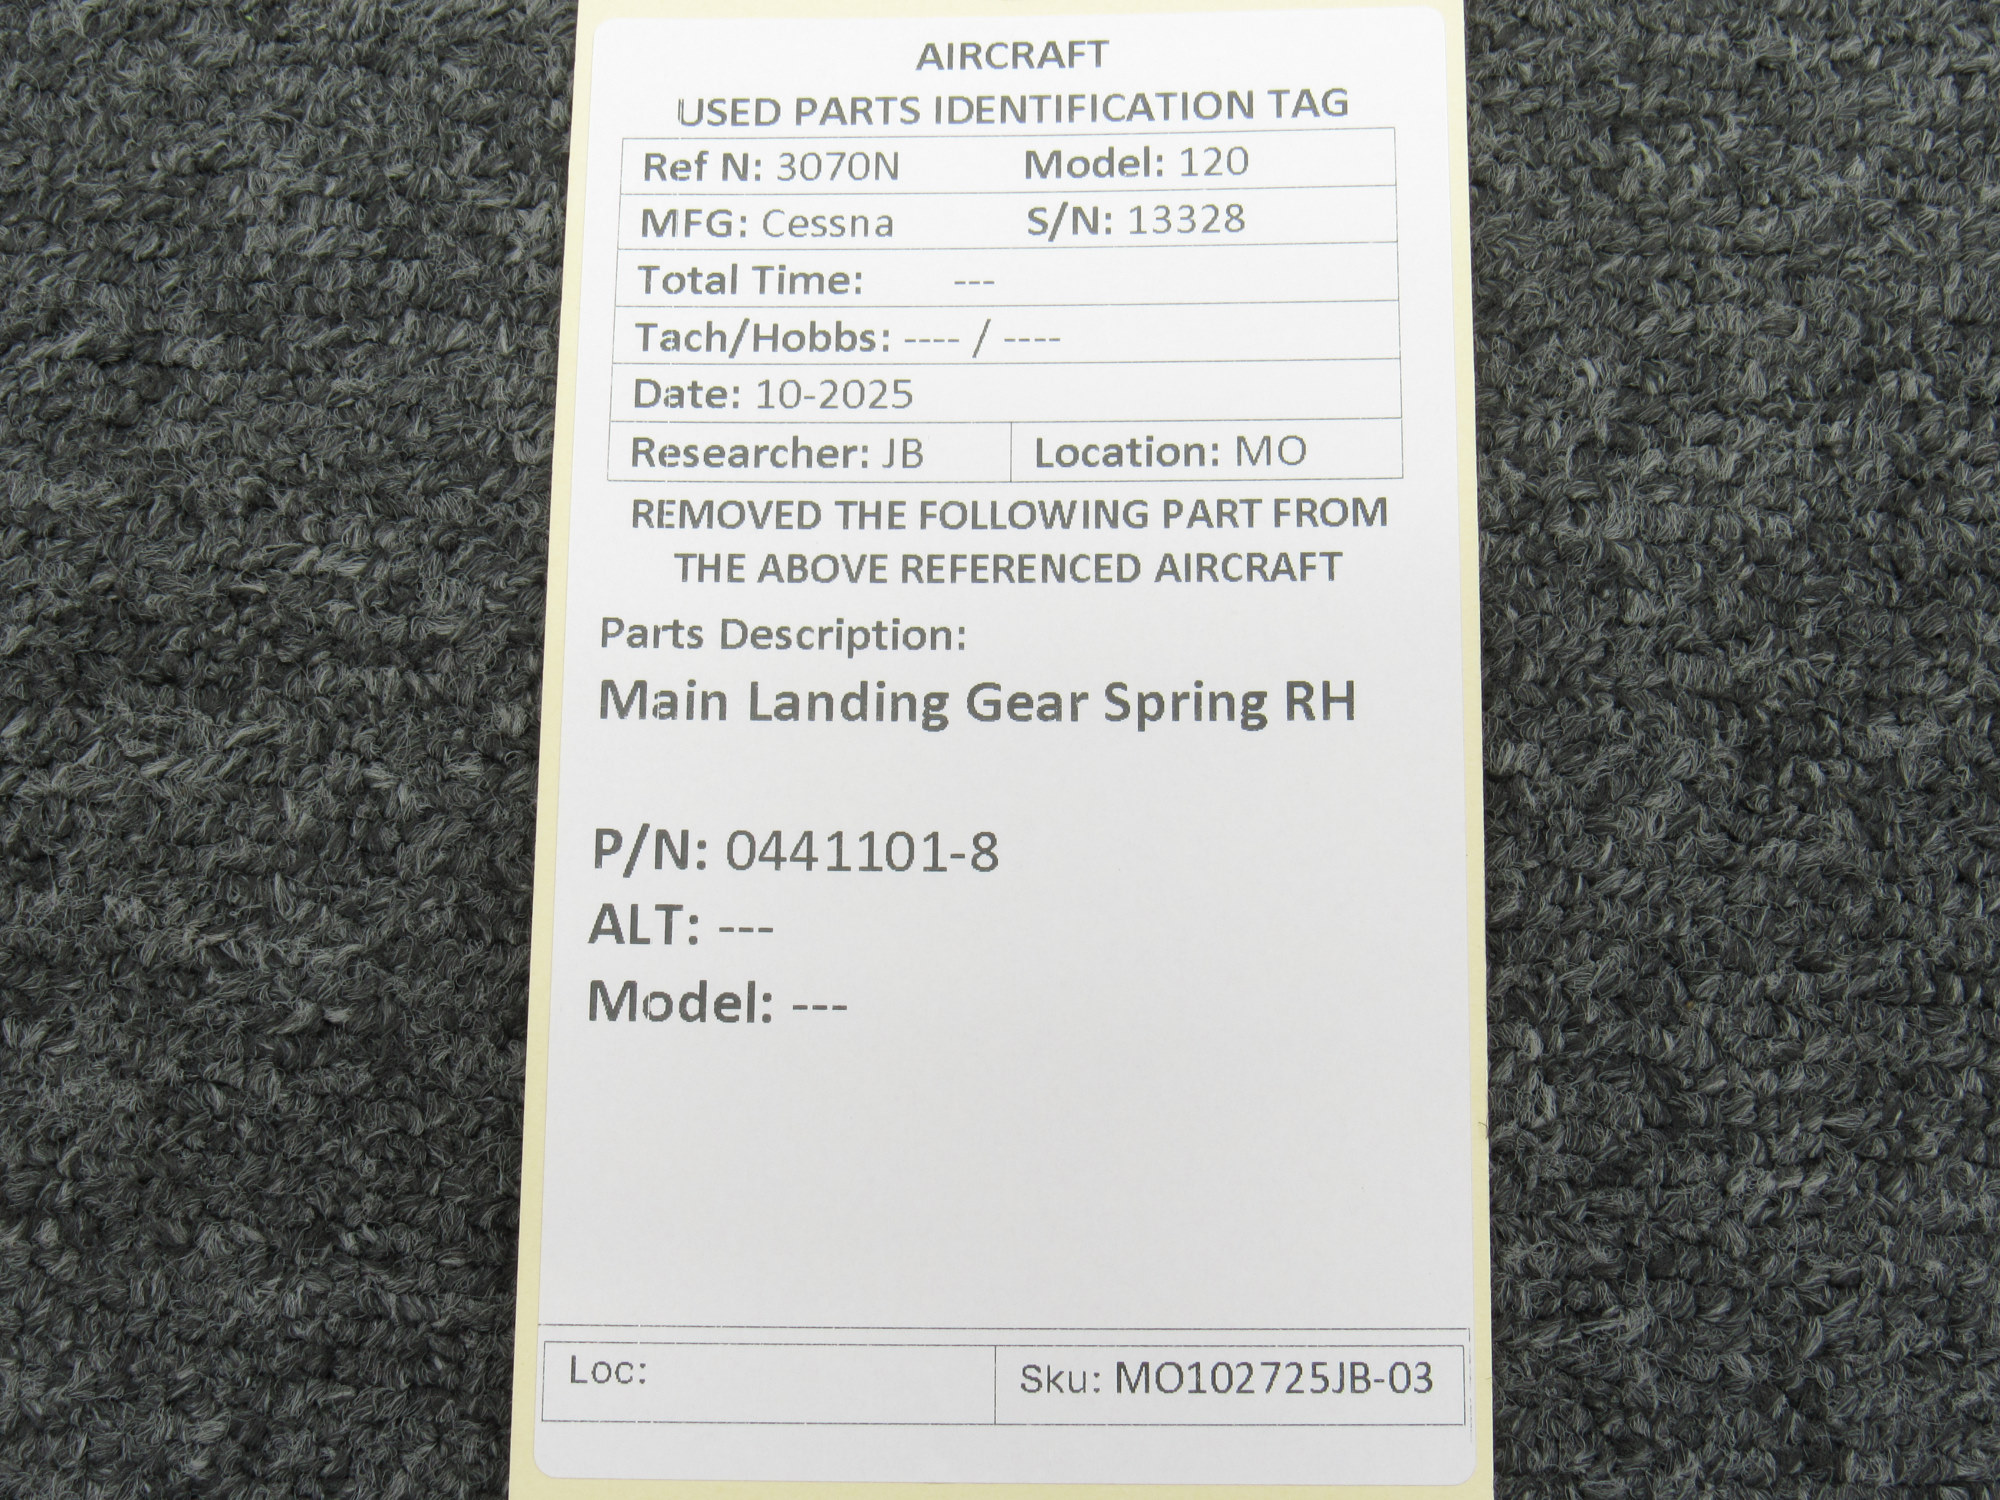 AIRCRAFT
USED PARTS IDENTIFICATION TAG
Ref N: 3070N Model: 120
MFG: Cessna S/N: 13328
Total Time: ---
Tach/Hobbs: ---- / ----
Date: 10-2025
Researcher: JB Location: MO
REMOVED THE FOLLOWING PART FROM
THE ABOVE REFERENCED AIRCRAFT
Parts Description:
Main Landing Gear Spring RH
P/N: 0441101-8
ALT: ---
Model: ---
Loc: Sku: MO102725JB-03